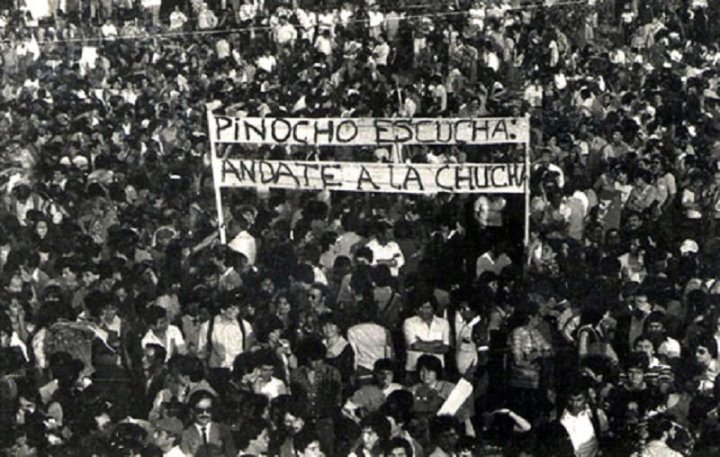 PINOCHO ESCUCHA:
ANDATE A LA CHUCHA